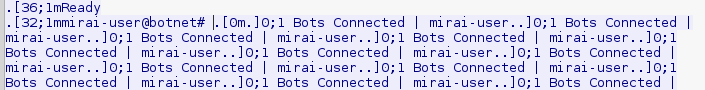 .[36;1mReady
.[32;1mmirai-user@botnet# .[0m.]0;1 Bots Connected | mirai-user..]0;1 Bots Connected |
mirai-user..]0;1 Bots Connected | mirai-user..]0;1 Bots Connected | mirai-user..]0;1
Bots Connected | mirai-user..]0;1 Bots Connected | mirai-user..]0;1 Bots Connected |
mirai-user..]0;1 Bots Connected | mirai-user..]0;1 Bots Connected | mirai-user..]0;1
Bots Connected | mirai-user..]0;1 Bots Connected | mirai-user..]0;1 Bots Connected |